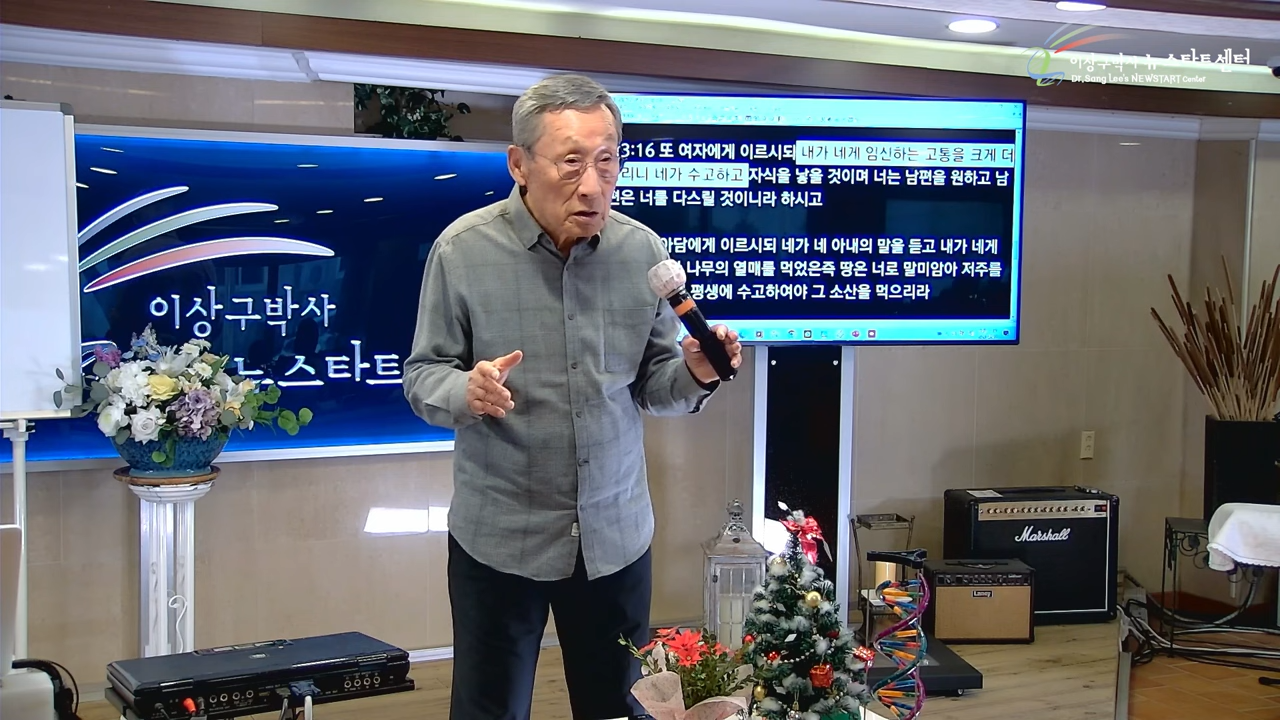 이상구박사 뉴스타트센터
Dr. Sang Lee's NEWSTART Center
3:16 또 여자에게 이르시되 내가 네게 임신하는 고통을 크게 더
리니 네가 수고하고 자식을 낳을 것이며 너는 남편을 원하고 남
편은 너를 다스릴 것이니라 하시고
아담에게 이르시되 네가 네 아내의 말을 듣고 내가 네게
나무의 열매를 먹었은즉 땅은 너로 말미암아 저주를
평생에 수고하여야 그 소산을 먹으리라
이상구박사
뉴스타트
Marshall
Laney